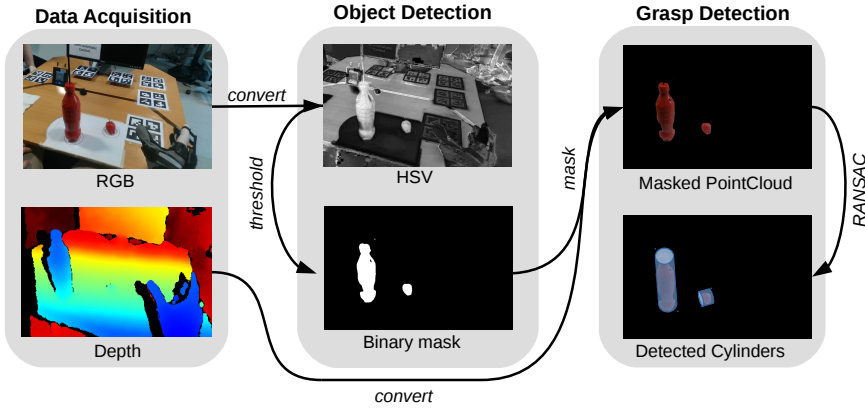 Data Acquisition
Object Detection
Grasp Detection
convert
RGB
HSV
Masked PointCloud
threshold
mask
RANSAC
Depth
Binary mask
Detected Cylinders
convert